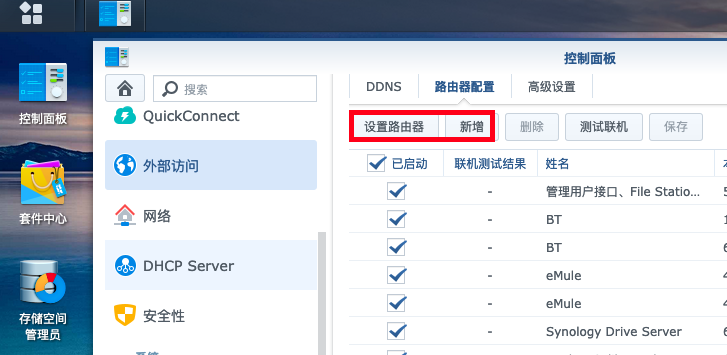 控制面板
搜索
DDNS 路由器配置 高级设置
控制面板
QuickConnect
设置路由器 新增 删除 测试联机 保存
外部访问
已启动 联机测试结果 姓名
套件中心
- 管理用户接口、File Statio...
网络
- BT
- BT
DHCP Server
- eMule
存储空间
管理员
安全性
- eMule
- Synology Drive Server